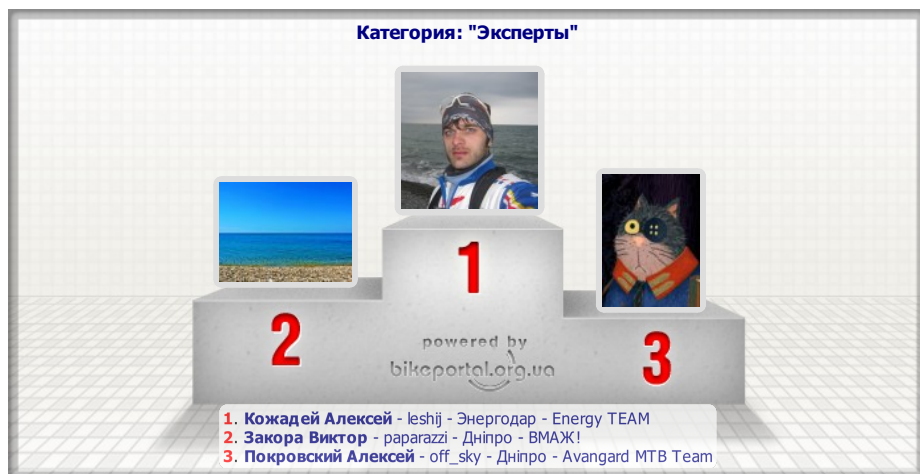 Категория: "Эксперты"
1
2
3
powered by
bikeportal.org.ua
1. Кожадей Алексей - leshij - Энергодар - Energy TEAM
2. Закора Виктор - paparazzi - Дніпро - ВМАЖ!
3. Покровский Алексей - off_sky - Дніпро - Avangard MTB Team